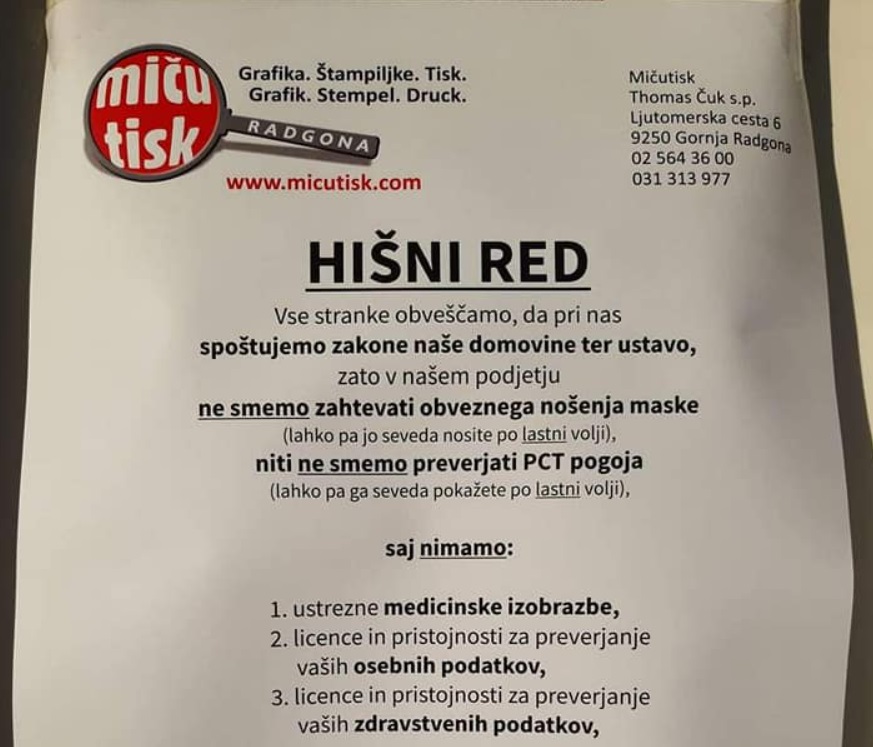 miču
tisk
RADGONA
Grafika. Štampiljke. Tisk.
Grafik. Stempel. Druck.
www.micutisk.com
Mičutisk
Thomas Čuk s.p.
Ljutomerska cesta 6
9250 Gornja Radgona
02 564 36 00
031 313 977
HIŠNI RED
Vse stranke obveščamo, da pri nas
spoštujemo zakone naše domovine ter ustavo,
zato v našem podjetju
ne smemo zahtevati obveznega nošenja maske
(lahko pa jo seveda nosite po lastni volji),
niti ne smemo preverjati PCT pogoja
(lahko pa ga seveda pokažete po lastni volji),
saj nimamo:
1. ustrezne medicinske izobrazbe,
2. licence in pristojnosti za preverjanje
vaših osebnih podatkov,
3. licence in pristojnosti za preverjanje
vaših zdravstvenih podatkov,